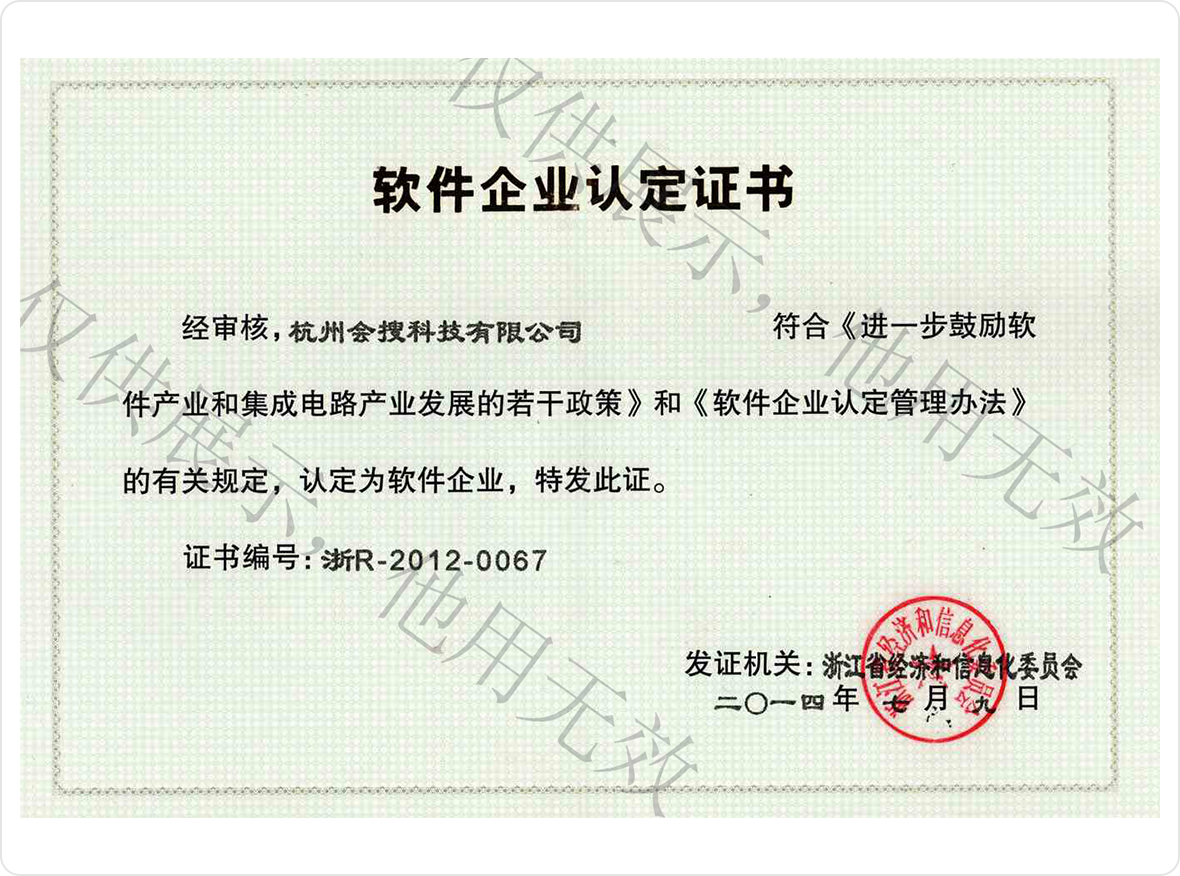 软件企业认定证书
经审核，杭州会搜科技有限公司 符合《进一步鼓励软
件产业和集成电路产业发展的若干政策》和《软件企业认定管理办法》
的有关规定，认定为软件企业，特发此证。
证书编号：浙R-2012-0067
发证机关：浙江省经济和信息化委员会
二〇一四年 七 月 九 日
浙江省经济和信息化委员会
仅供展示，他用无效
仅供展示，他用无效